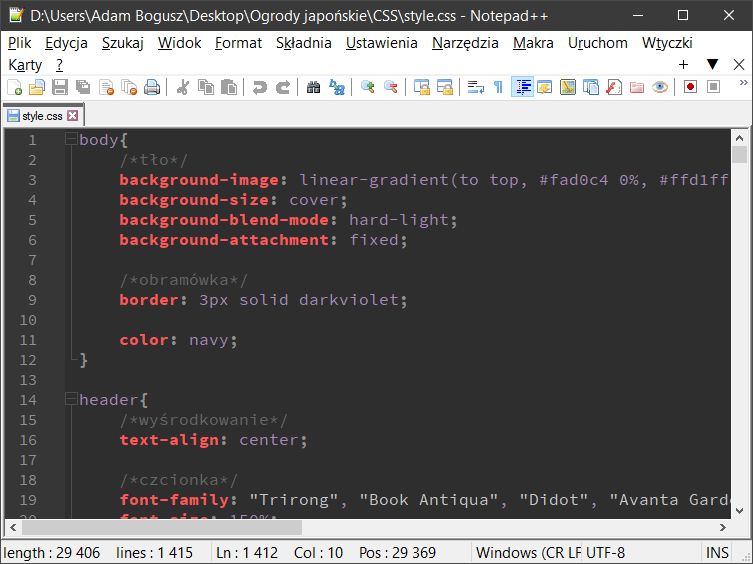 D:\Users\Adam Bogusz\Desktop\Ogrody japońskie\CSS\style.css - Notepad++
Plik Edycja Szukaj Widok Format Składnia Ustawienia Narzędzia Makra Uruchom Wtyczki
Karty ?
style.css
1 body{
2 /*tło*/
3 background-image: linear-gradient(to top, #fad0c4 0%, #ffd1ff
4 background-size: cover;
5 background-blend-mode: hard-light;
6 background-attachment: fixed;
7
8 /*obramówka*/
9 border: 3px solid darkviolet;
10
11 color: navy;
12 }
13
14 header{
15 /*wyśrodkowanie*/
16 text-align: center;
17
18 /*czcionka*/
19 font-family: "Trirong", "Book Antiqua", "Didot", "Avanta Gard
20 font-size: 150%;
length : 29 406 lines : 1 415 Ln : 1 412 Col : 10 Pos : 29 369 Windows (CR LF UTF-8 INS